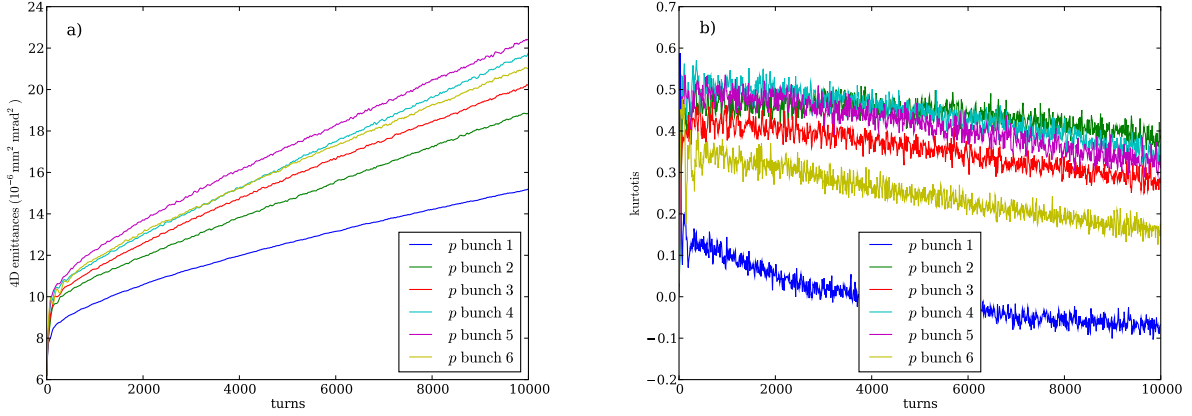 a)
4D emittances (10⁻⁶ mm² mrad²)
24
22
20
18
16
14
12
10
8
6
0
2000
4000
6000
8000
10000
turns
p bunch 1
p bunch 2
p bunch 3
p bunch 4
p bunch 5
p bunch 6
b)
kurtotis
0.7
0.6
0.5
0.4
0.3
0.2
0.1
0.0
−0.1
−0.2
0
2000
4000
6000
8000
10000
turns
p bunch 1
p bunch 2
p bunch 3
p bunch 4
p bunch 5
p bunch 6